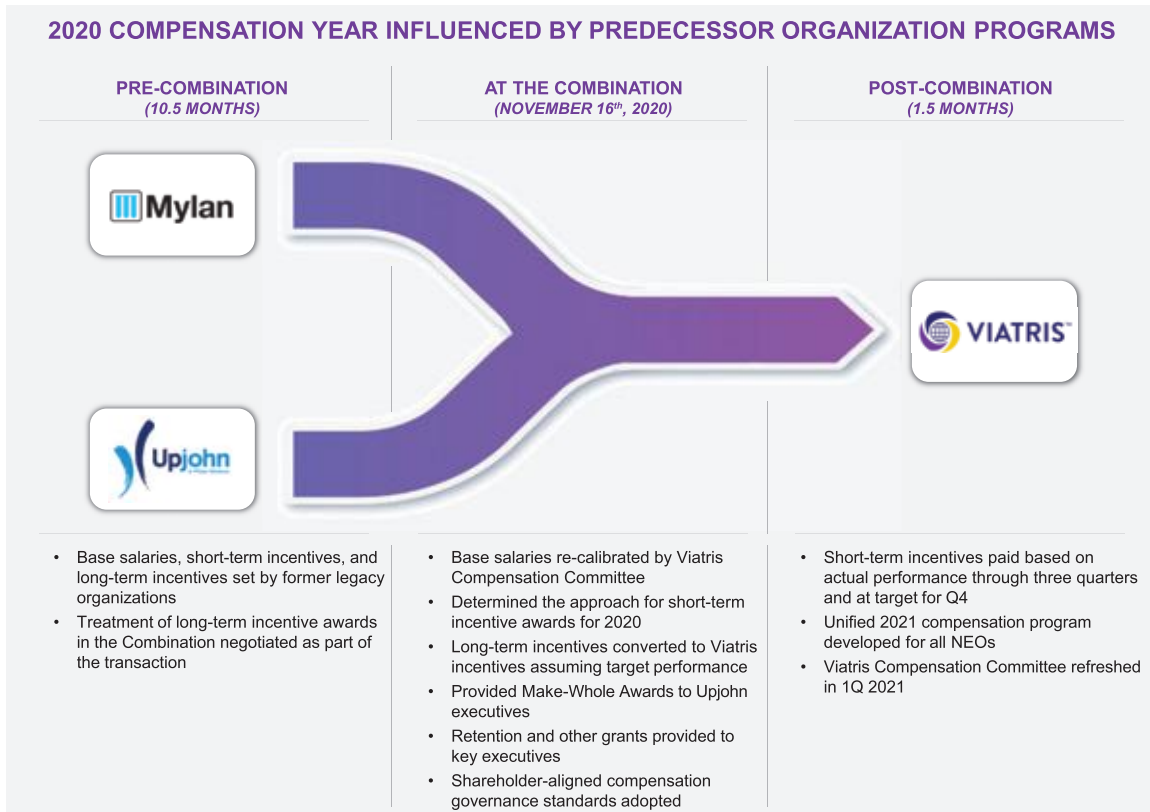 2020 COMPENSATION YEAR INFLUENCED BY PREDECESSOR ORGANIZATION PROGRAMS
PRE-COMBINATION
(10.5 MONTHS)
AT THE COMBINATION
(NOVEMBER 16th, 2020)
POST-COMBINATION
(1.5 MONTHS)
Mylan
Upjohn
VIATRIS™
• Base salaries, short-term incentives, and
long-term incentives set by former legacy
organizations
• Treatment of long-term incentive awards
in the Combination negotiated as part of
the transaction
• Base salaries re-calibrated by Viatris
Compensation Committee
• Determined the approach for short-term
incentive awards for 2020
• Long-term incentives converted to Viatris
incentives assuming target performance
• Provided Make-Whole Awards to Upjohn
executives
• Retention and other grants provided to
key executives
• Shareholder-aligned compensation
governance standards adopted
• Short-term incentives paid based on
actual performance through three quarters
and at target for Q4
• Unified 2021 compensation program
developed for all NEOs
• Viatris Compensation Committee refreshed
in 1Q 2021